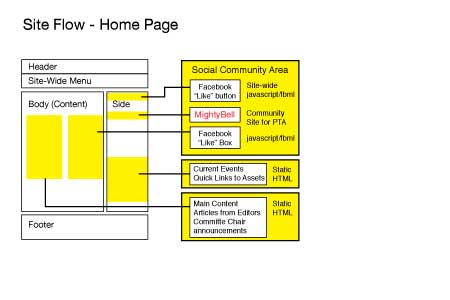 Site Flow - Home Page
Header
Site-Wide Menu
Body (Content)
Side
Footer
Social Community Area
Facebook
"Like" button
Site-wide
javascript/fbml
MightyBell
Community
Site for PTA
Facebook
"Like" Box
javascript/fbml
Current Events
Quick Links to Assets
Static
HTML
Main Content
Articles from Editors
Committe Chair
announcements
Static
HTML